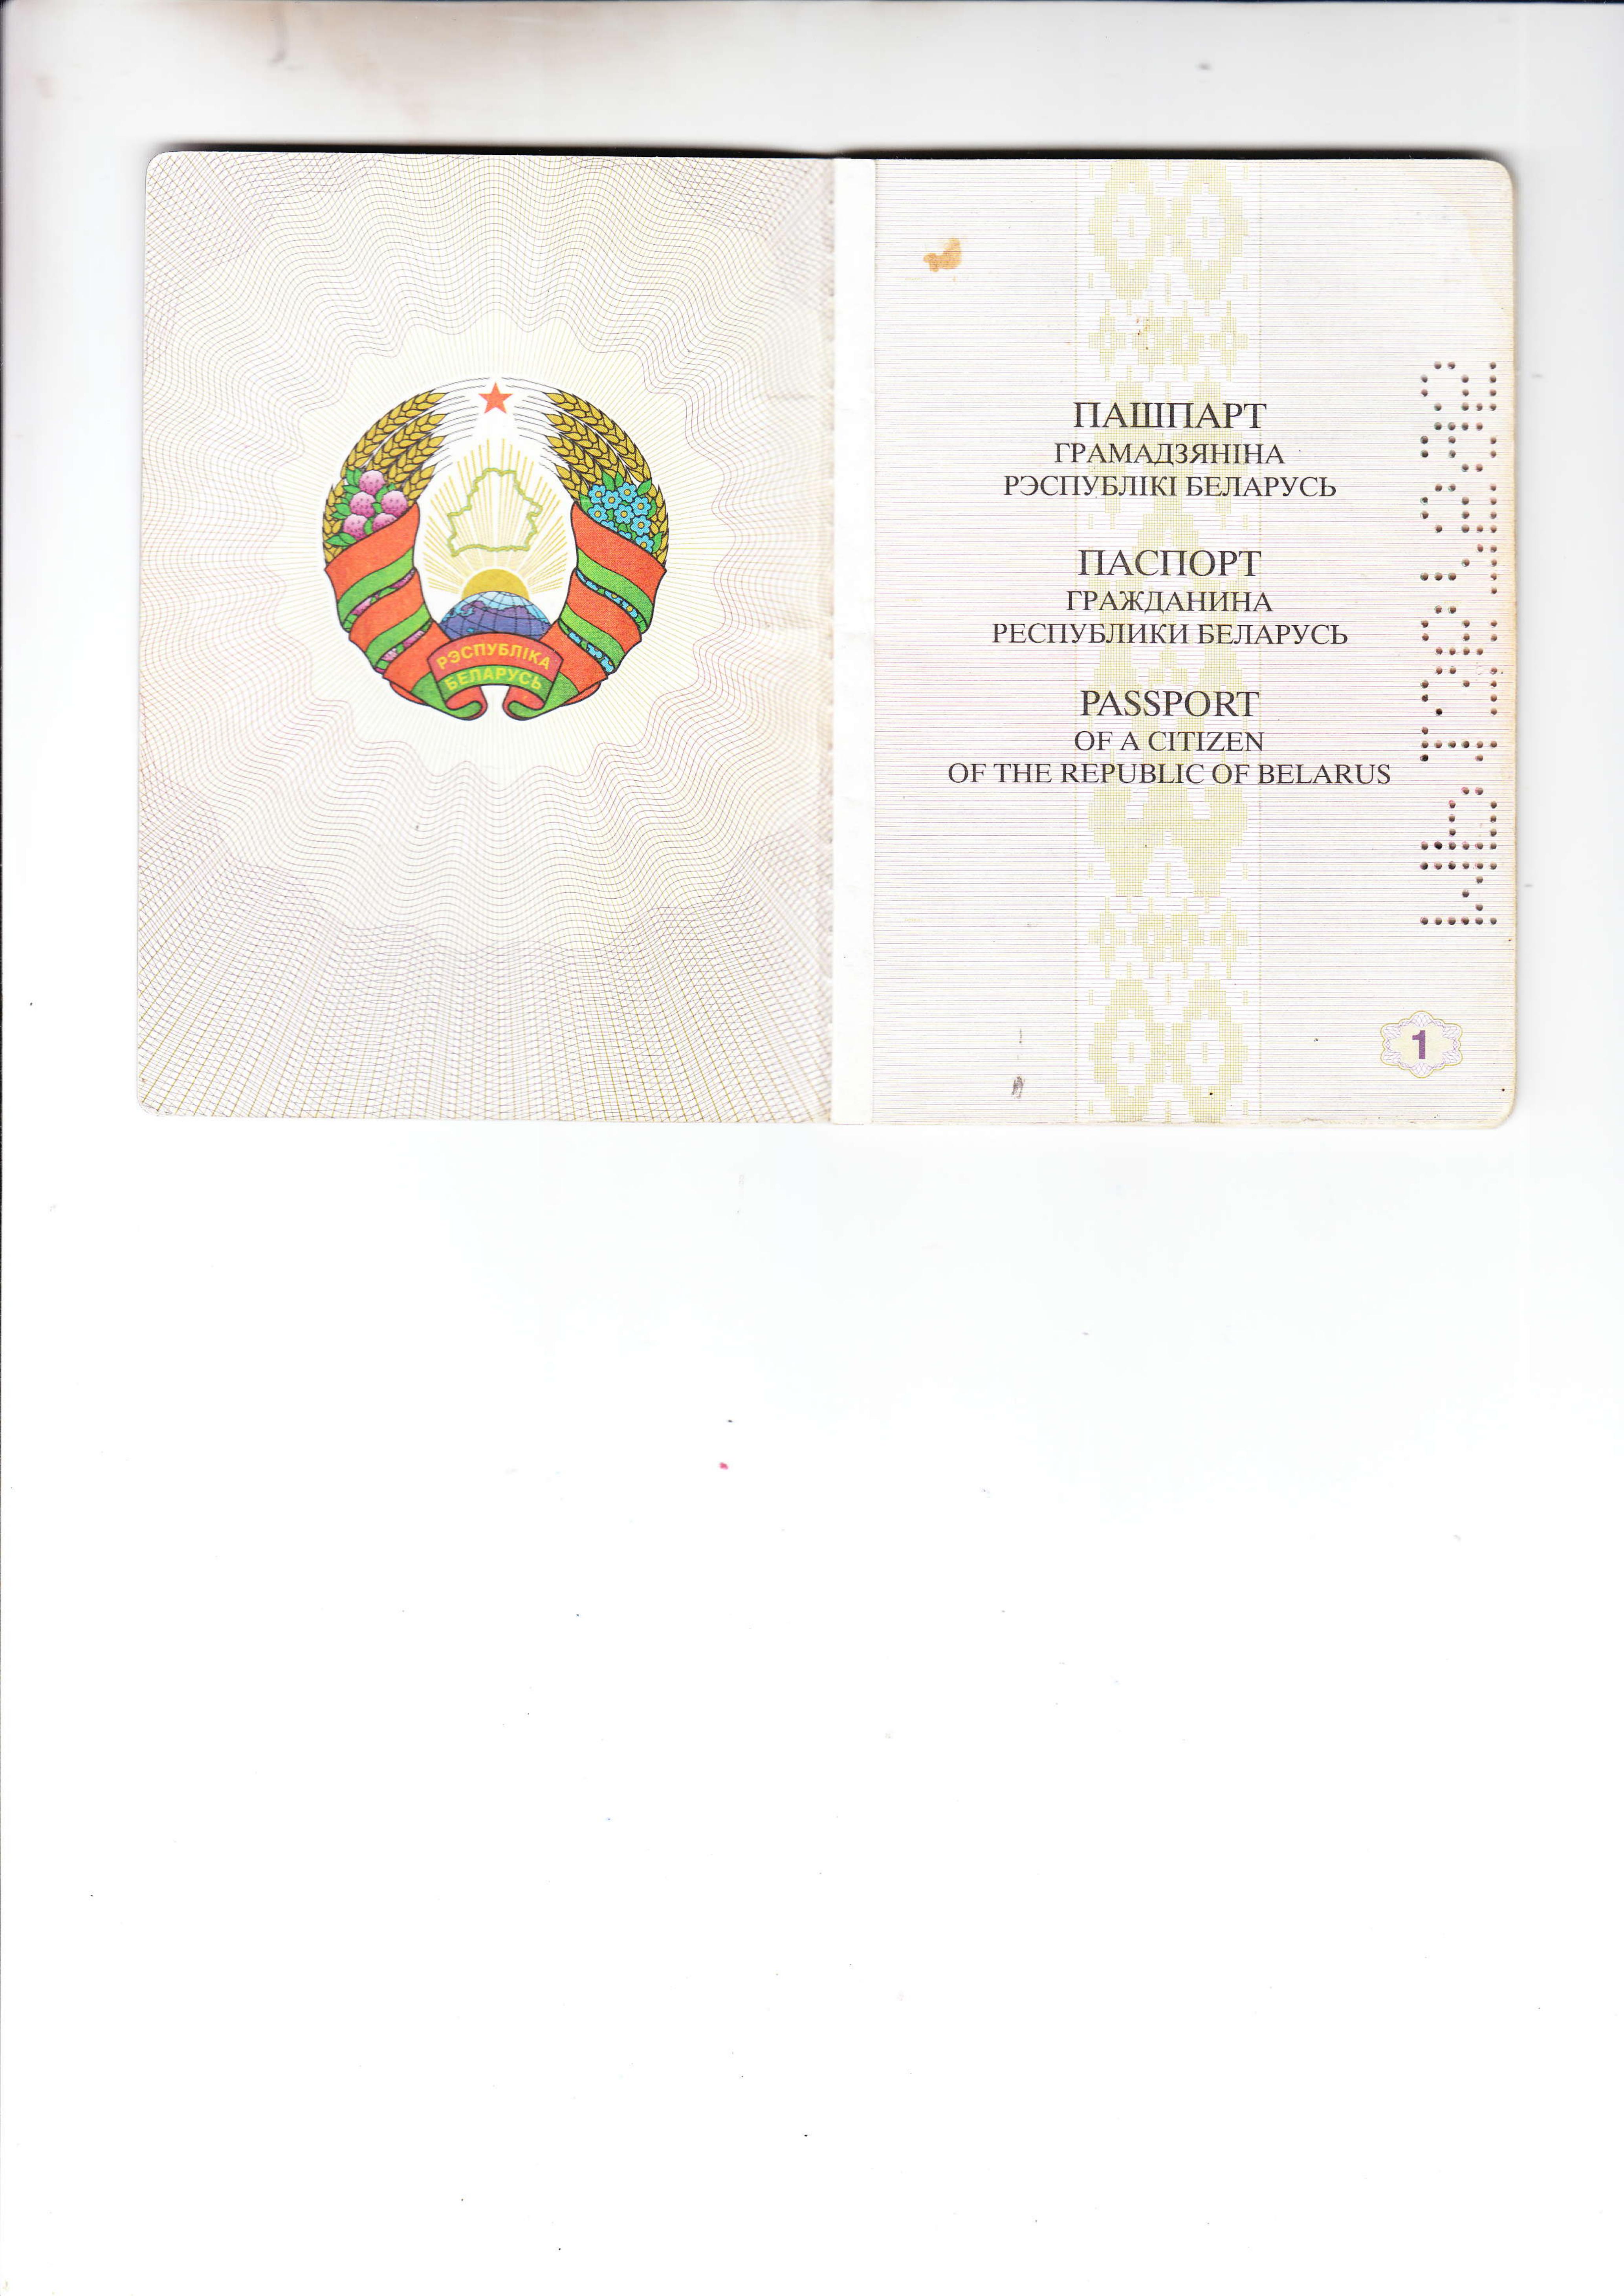 РЭСПУБЛІКА
БЕЛАРУСЬ
ПАШПАРТ
ГРАМАДЗЯНІНА
РЭСПУБЛІКІ БЕЛАРУСЬ
ПАСПОРТ
ГРАЖДАНИНА
РЕСПУБЛИКИ БЕЛАРУСЬ
PASSPORT
OF A CITIZEN
OF THE REPUBLIC OF BELARUS
1